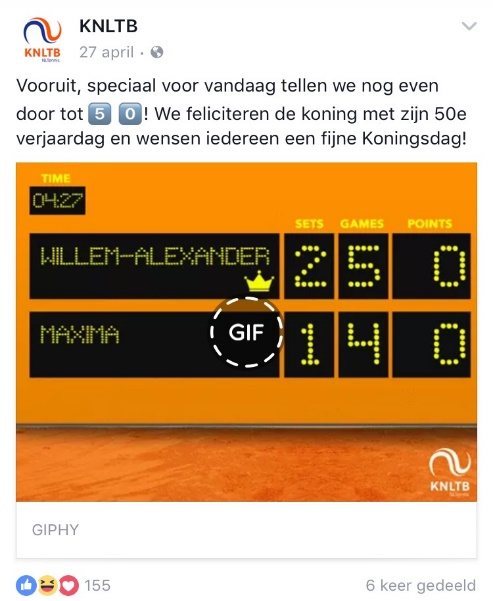 KNLTB
KNLTB
27 april
Vooruit, speciaal voor vandaag tellen we nog even
door tot 5️⃣ 0️⃣! We feliciteren de koning met zijn 50e
verjaardag en wensen iedereen een fijne Koningsdag!
TIME
04:27
SETS GAMES POINTS
WILLEM-ALEXANDER 2 5 0
MAXIMA GIF 1 4 0
KNLTB
GIPHY
155 6 keer gedeeld